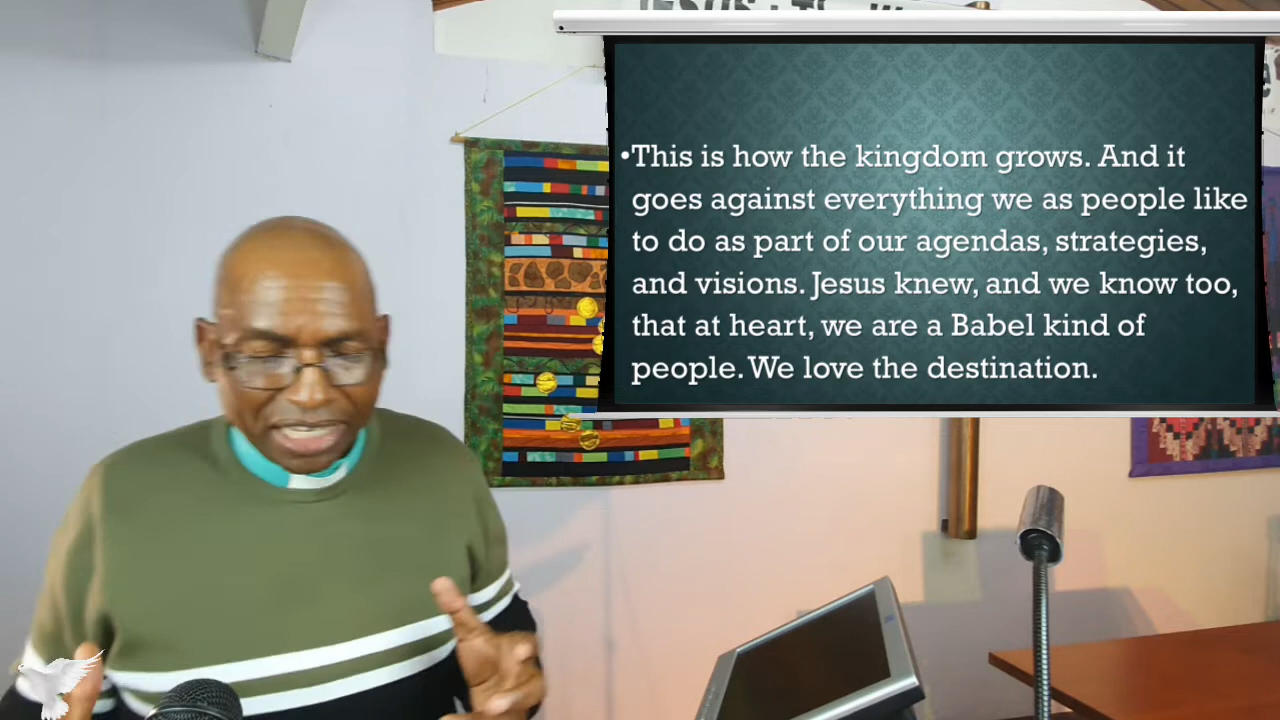 JESUS : The W
•This is how the kingdom grows. And it
goes against everything we as people like
to do as part of our agendas, strategies,
and visions. Jesus knew, and we know too,
that at heart, we are a Babel kind of
people. We love the destination.